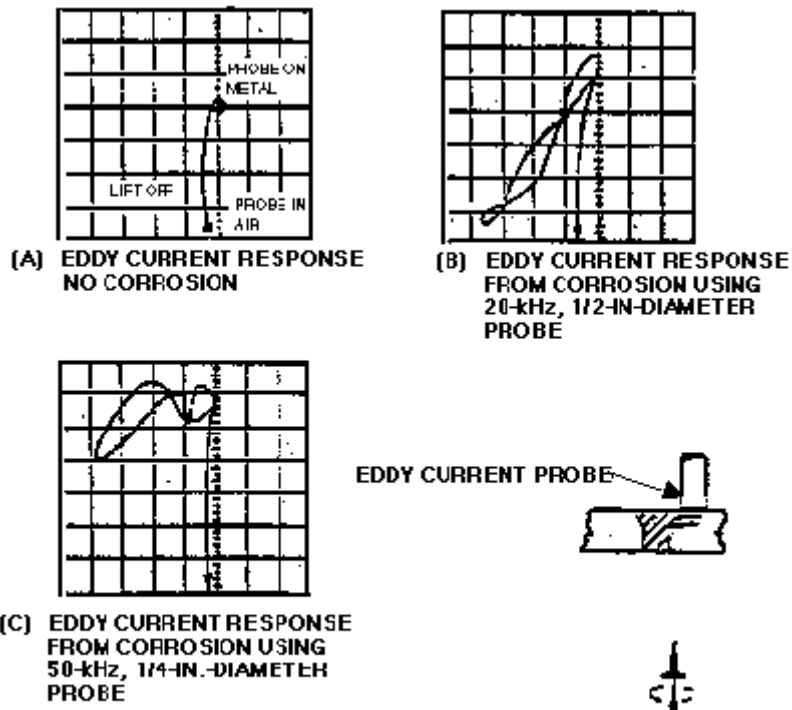 PROBE ON
METAL
LIFT OFF
PROBE IN
AIR
(A) EDDY CURRENT RESPONSE
NO CORROSION
(B) EDDY CURRENT RESPONSE
FROM CORROSION USING
20-kHz, 1/2-IN-DIAMETER
PROBE
EDDY CURRENT PROBE
(C) EDDY CURRENT RESPONSE
FROM CORROSION USING
50-kHz, 1/4-IN.-DIAMETER
PROBE